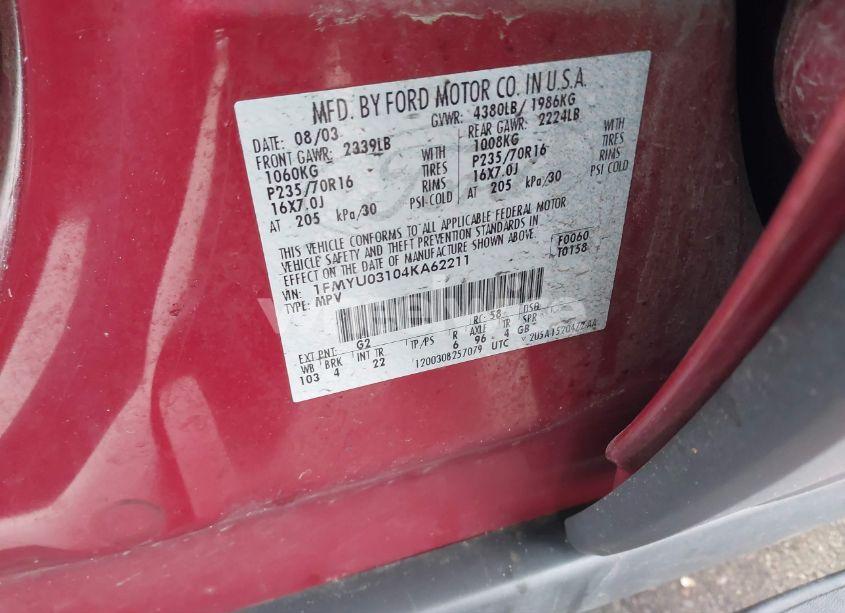 MFD. BY FORD MOTOR CO. IN U.S.A.
DATE: 08/03 GVWR: 4380LB/ 1986KG
FRONT GAWR: 2339LB REAR GAWR: 2224LB
1060KG WITH 1008KG WITH
P235/70R16 TIRES P235/70R16 TIRES
16X7.0J RIMS 16X7.0J RIMS
AT 205 kPa/30 PSI-COLD AT 205 kPa/30 PSI COLD
THIS VEHICLE CONFORMS TO ALL APPLICABLE FEDERAL MOTOR
VEHICLE SAFETY AND THEFT PREVENTION STANDARDS IN
EFFECT ON DATE OF MANUFACTURE SHOWN ABOVE.
F0060
T0158
VIN: 1FMYU03104KA62211
TYPE: MPV
EXT PNT: G2 RC: 58 DSO:
WB BRK INT TR TP/PS R AXLE TR SPR
103 4 22 6 96 4 GB
1200308257079 UTC